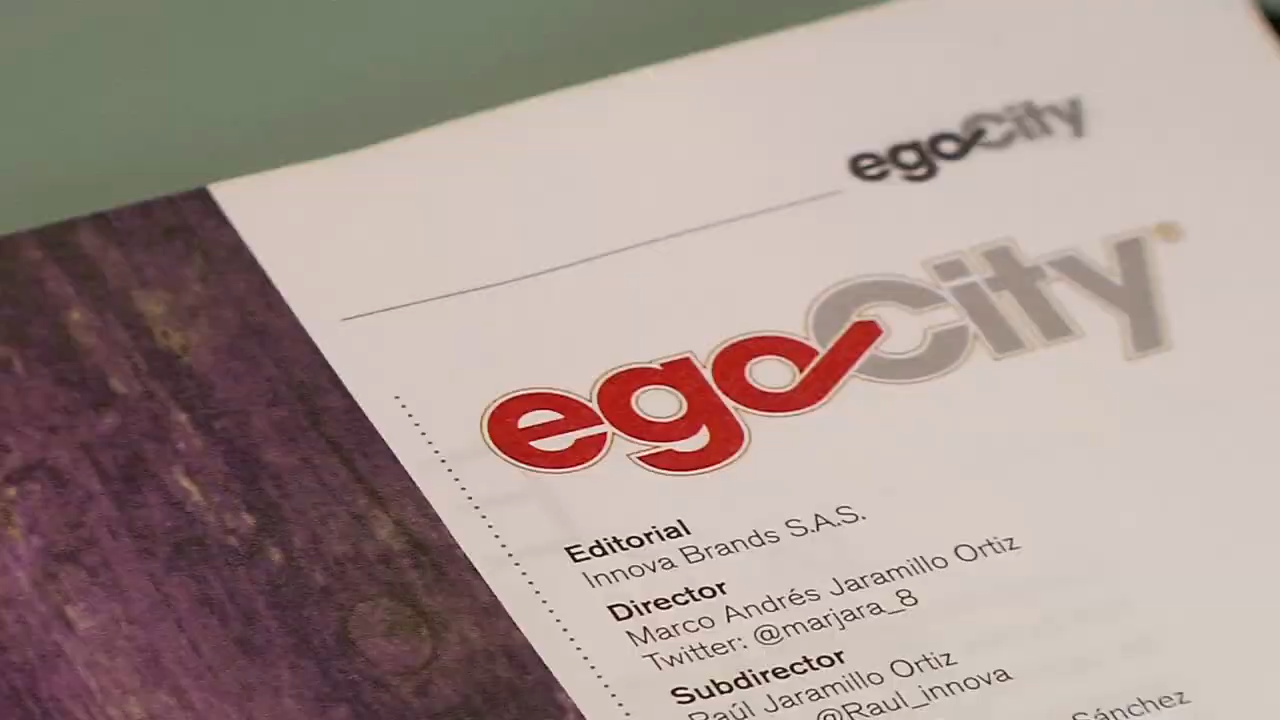 egoCity
egoCity
Editorial
Innova Brands S.A.S.
Director
Marco Andrés Jaramillo Ortiz
Twitter: @marjara_8
Subdirector
Raúl Jaramillo Ortiz
@Raul_innova
Sánchez